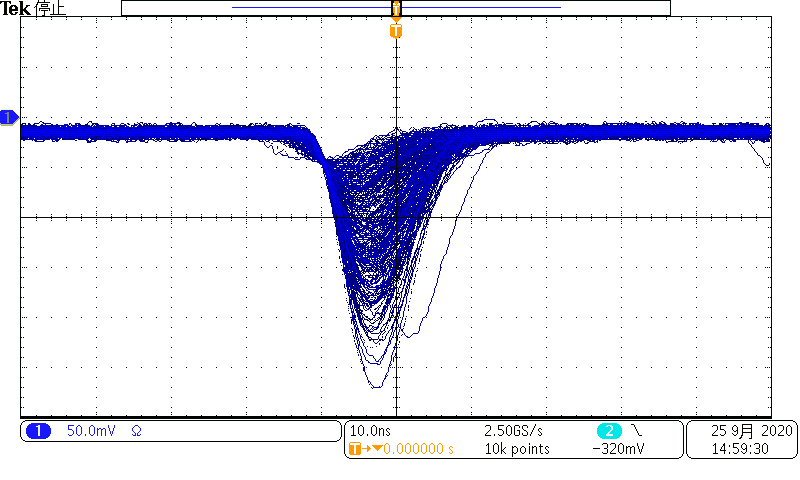 Tek 停止
T
T
1
1 50.0mV Ω
10.0ns 2.50GS/s 2
T→▼0.000000 s 10k points −320mV
25 9月 2020
14:59:30